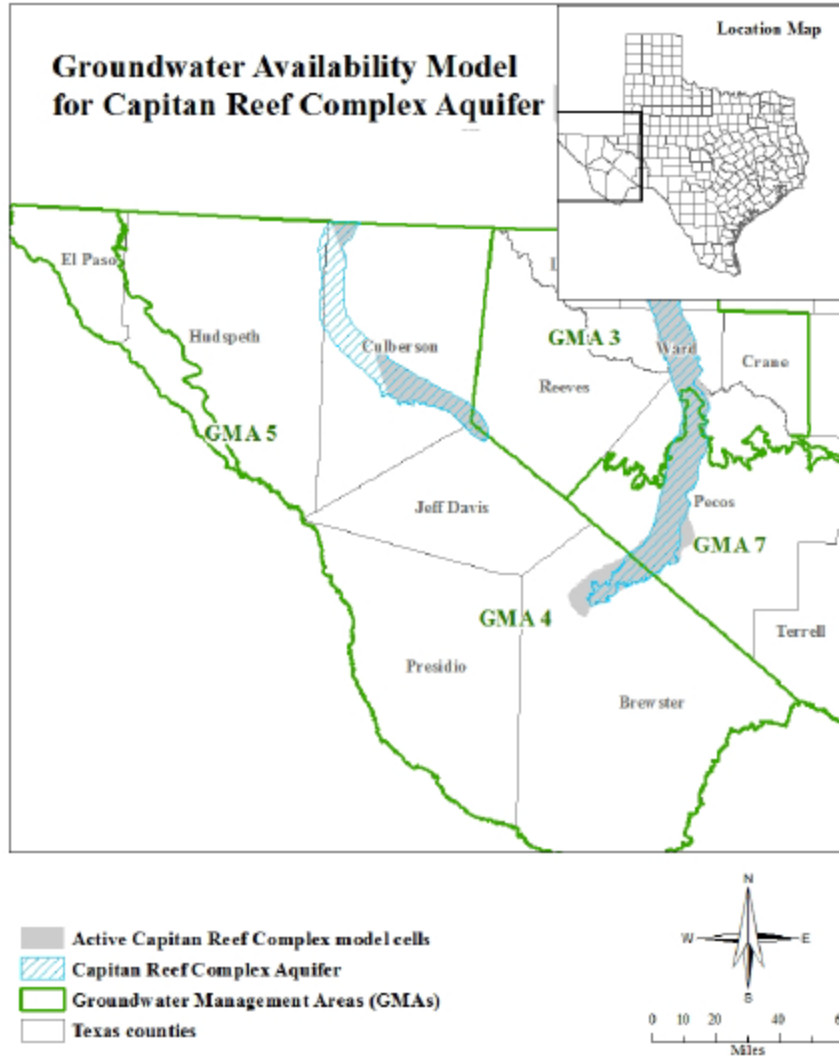 Location Map
Groundwater Availability Model
for Capitan Reef Complex Aquifer
El Paso
Hudspeth
Culberson
GMA 3
Ward
Crane
Reeves
GMA 5
Jeff Davis
Pecos
GMA 7
GMA 4
Terrell
Presidio
Brewster
N
W
E
S
Active Capitan Reef Complex model cells
Capitan Reef Complex Aquifer
Groundwater Management Areas (GMAs)
Texas counties
0 10 20 40
Miles